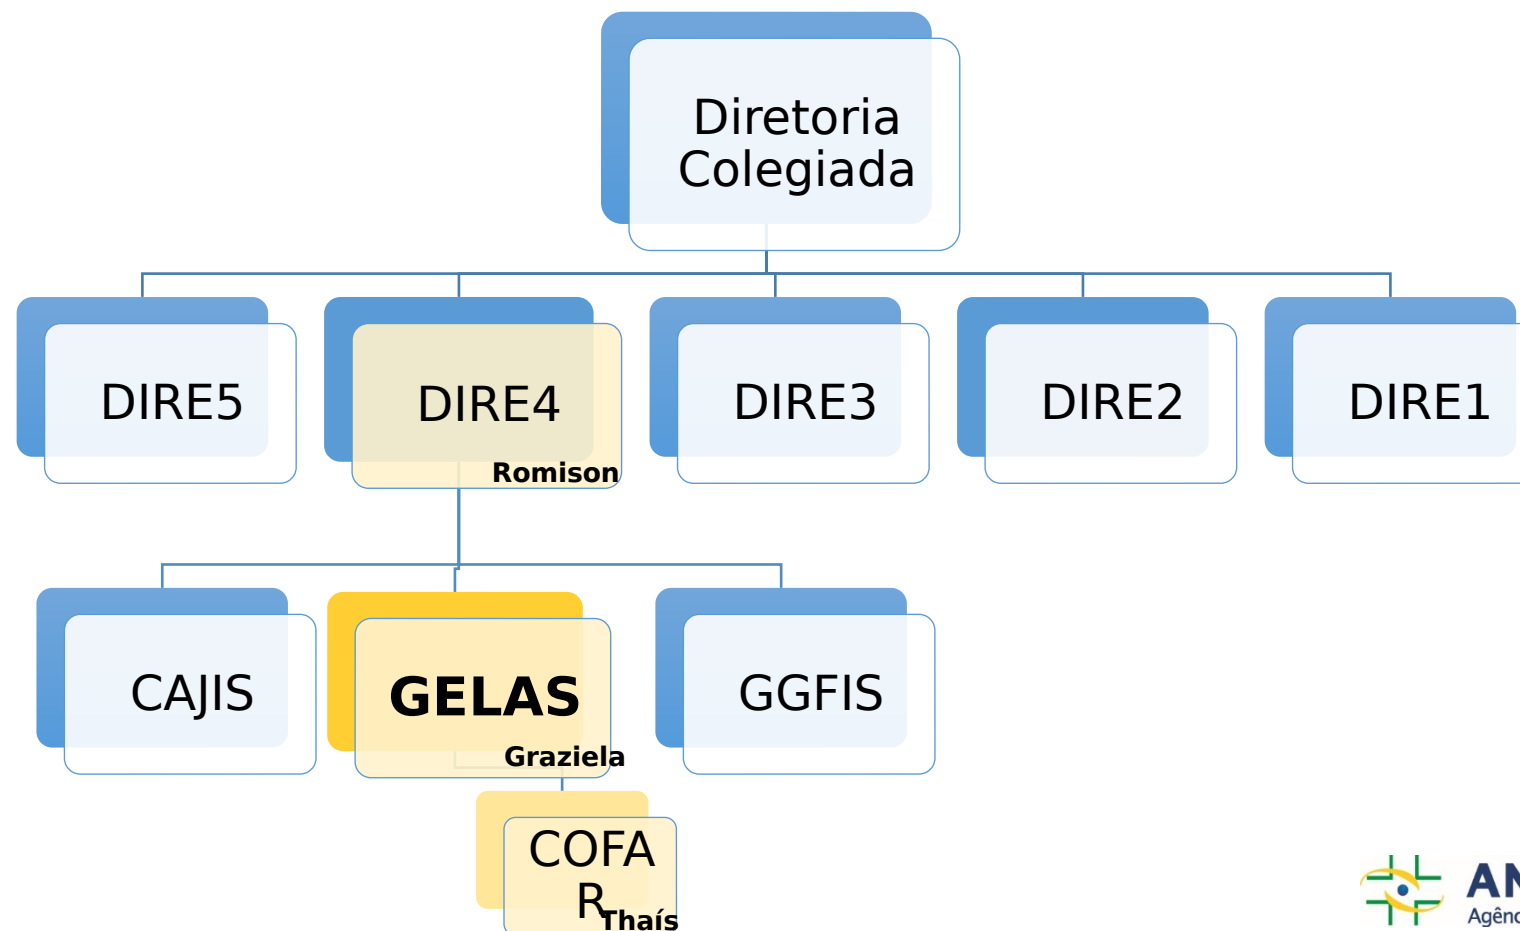 Diretoria
Colegiada
DIRE5
DIRE4
DIRE3
DIRE2
DIRE1
Romison
CAJIS
GELAS
GGFIS
Graziela
COFA
R
Thaís